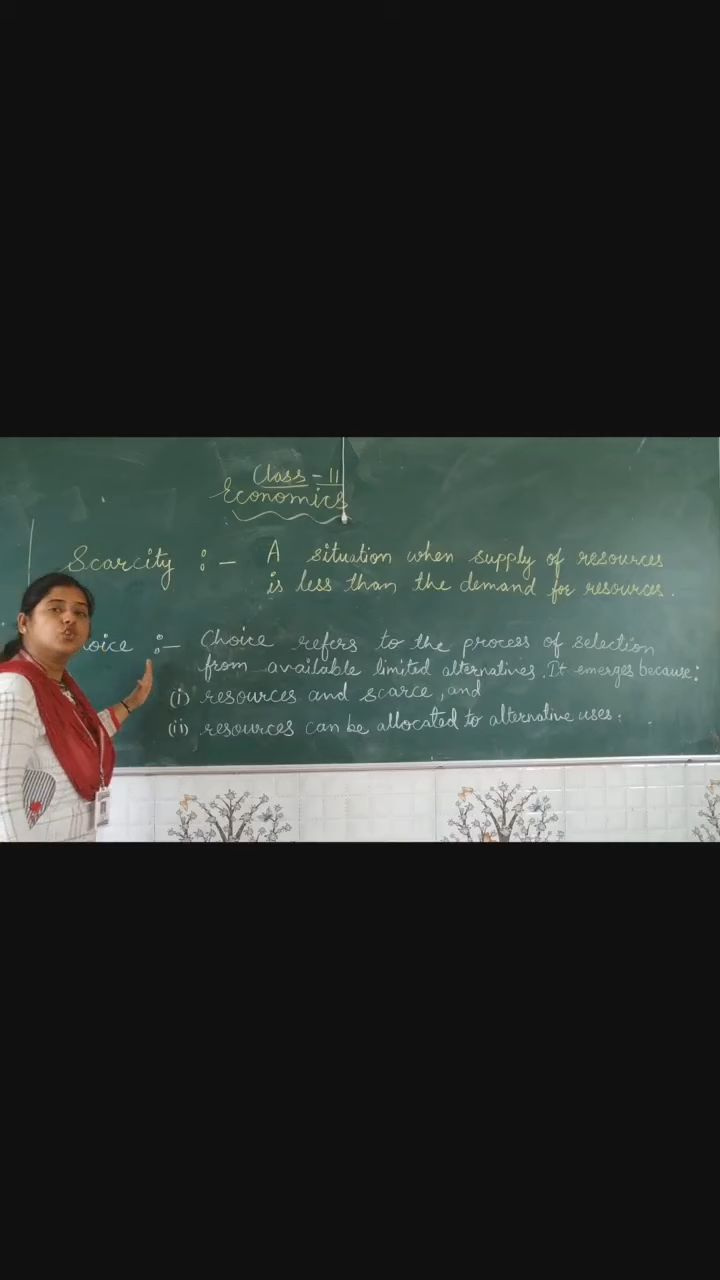 Class - 11
Economics
Scarcity :- A situation when supply of resources
is less than the demand for resources.
oice :- Choice refers to the process of selection
from available limited alternatives. It emerges because:
(i) resources and scarce, and
(ii) resources can be allocated to alternative uses.